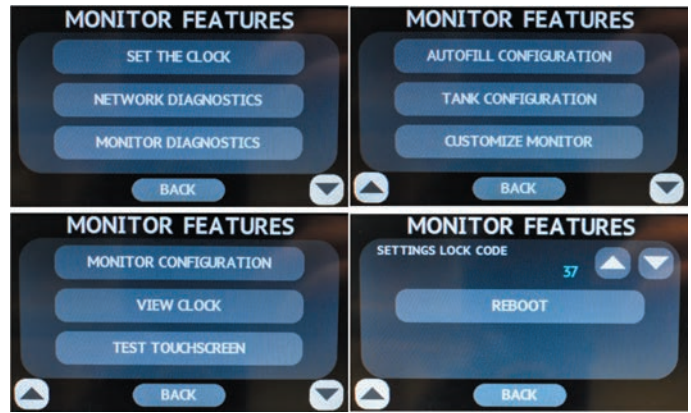 MONITOR FEATURES
SET THE CLOCK
NETWORK DIAGNOSTICS
MONITOR DIAGNOSTICS
BACK
MONITOR FEATURES
AUTOFILL CONFIGURATION
TANK CONFIGURATION
CUSTOMIZE MONITOR
BACK
MONITOR FEATURES
MONITOR CONFIGURATION
VIEW CLOCK
TEST TOUCHSCREEN
BACK
MONITOR FEATURES
SETTINGS LOCK CODE
37
REBOOT
BACK